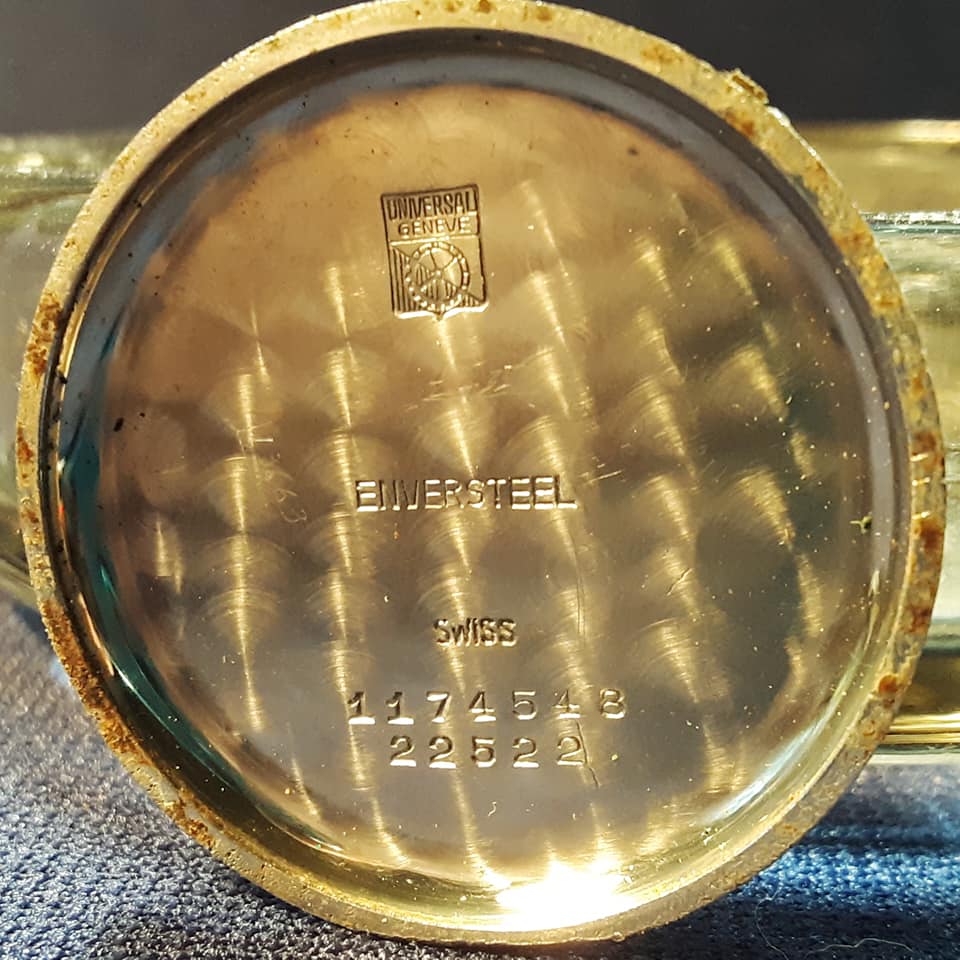 UNIVERSAL
GENEVE
ENVERSTEEL
SWISS
1174548
22522